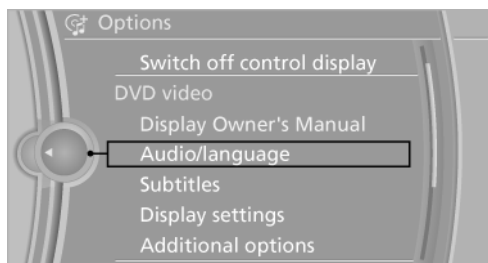 Options
Switch off control display
DVD video
Display Owner's Manual
Audio/language
Subtitles
Display settings
Additional options